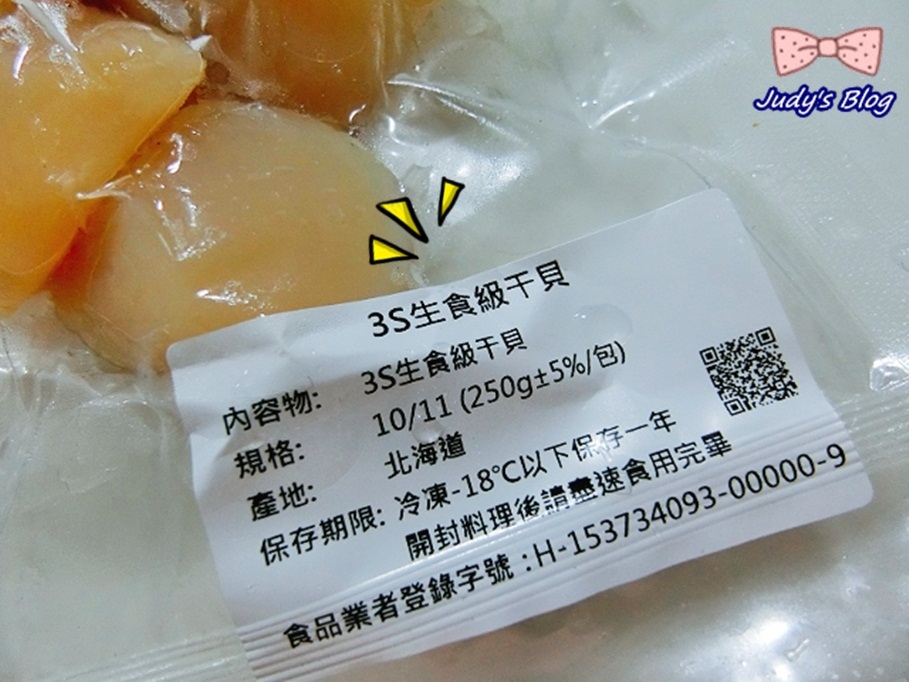 Judy's Blog
3S生食級干貝
內容物: 3S生食級干貝
規格: 10/11 (250g±5%/包)
產地: 北海道
保存期限: 冷凍-18℃以下保存一年
開封料理後請盡速食用完畢
食品業者登錄字號 :H-153734093-00000-9